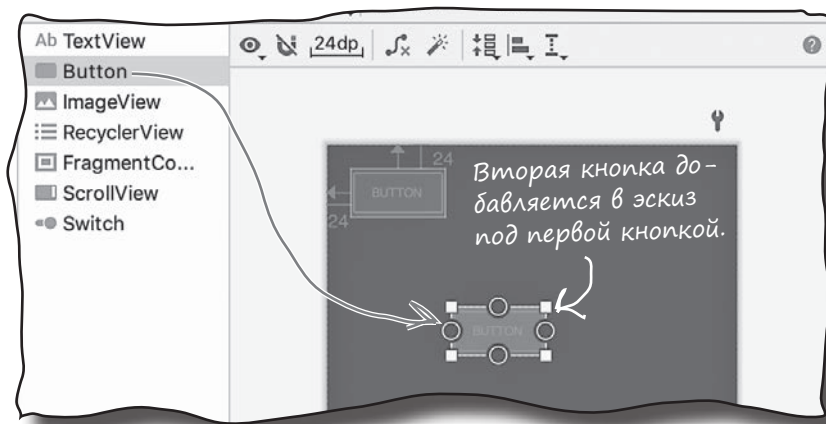 Ab TextView
Button
ImageView
RecyclerView
FragmentCo...
ScrollView
Switch
24dp
24
BUTTON
24
Вторая кнопка до-
бавляется в эскиз
под первой кнопкой.
BUTTON